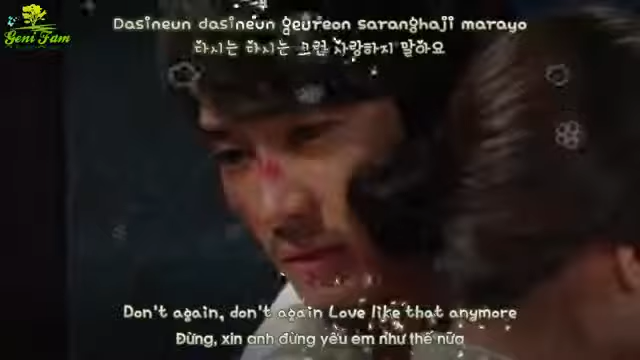 Geni Fam
Dasineun dasineun geureon saranghaji marayo
다시는 다시는 그런 사랑하지 말아요
Don't again, don't again Love like that anymore
Đừng, xin anh đừng yêu em như thế nữa